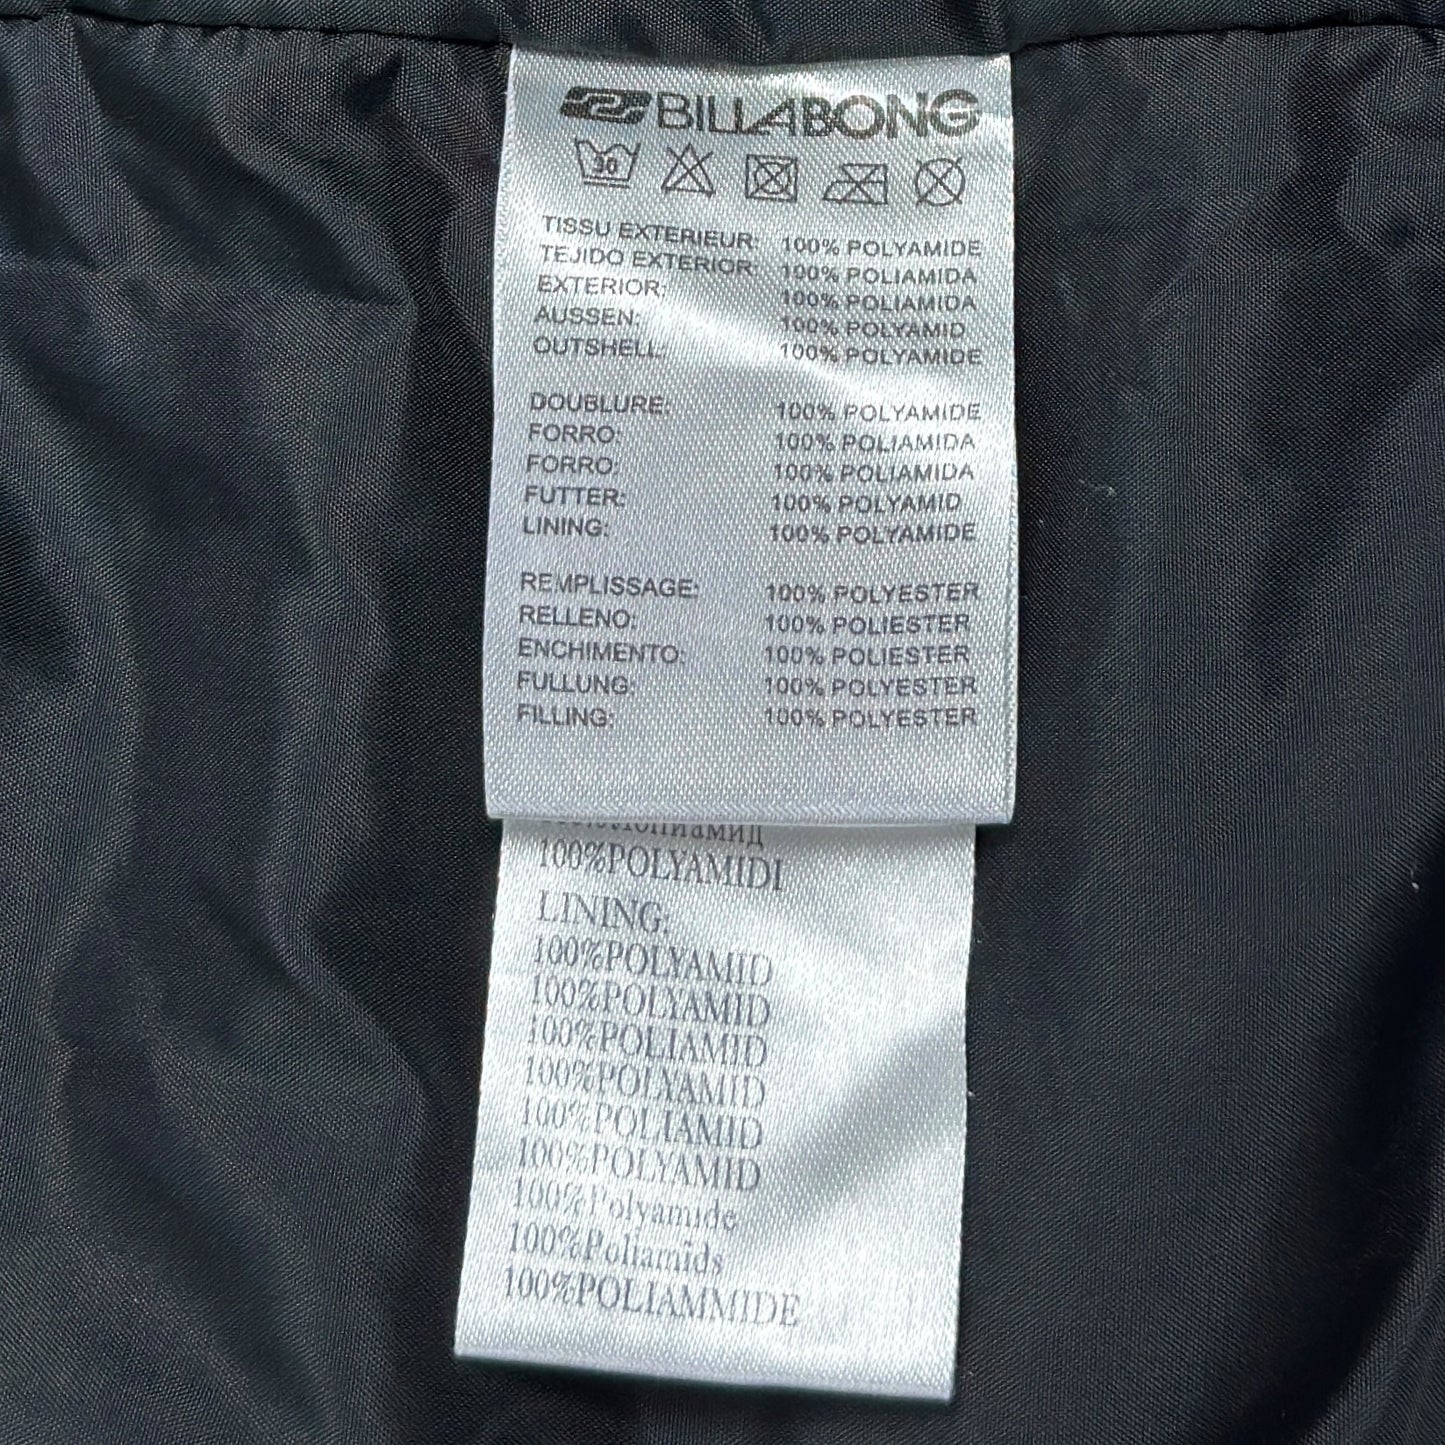 BILLABONG
30
TISSU EXTERIEUR: 100% POLYAMIDE
TEJIDO EXTERIOR: 100% POLIAMIDA
EXTERIOR: 100% POLIAMIDA
AUSSEN: 100% POLYAMID
OUTSHELL: 100% POLYAMIDE
DOUBLURE: 100% POLYAMIDE
FORRO: 100% POLIAMIDA
FORRO: 100% POLIAMIDA
FUTTER: 100% POLYAMID
LINING: 100% POLYAMIDE
REMPLISSAGE: 100% POLYESTER
RELLENO: 100% POLIESTER
ENCHIMENTO: 100% POLIESTER
FULLUNG: 100% POLYESTER
FILLING: 100% POLYESTER
100%POLYAMIDI
LINING:
100%POLYAMID
100%POLYAMID
100%POLIAMID
100%POLYAMID
100%POLIAMID
100%POLYAMID
100%Polyamide
100%Poliamīds
100%POLIAMMIDE